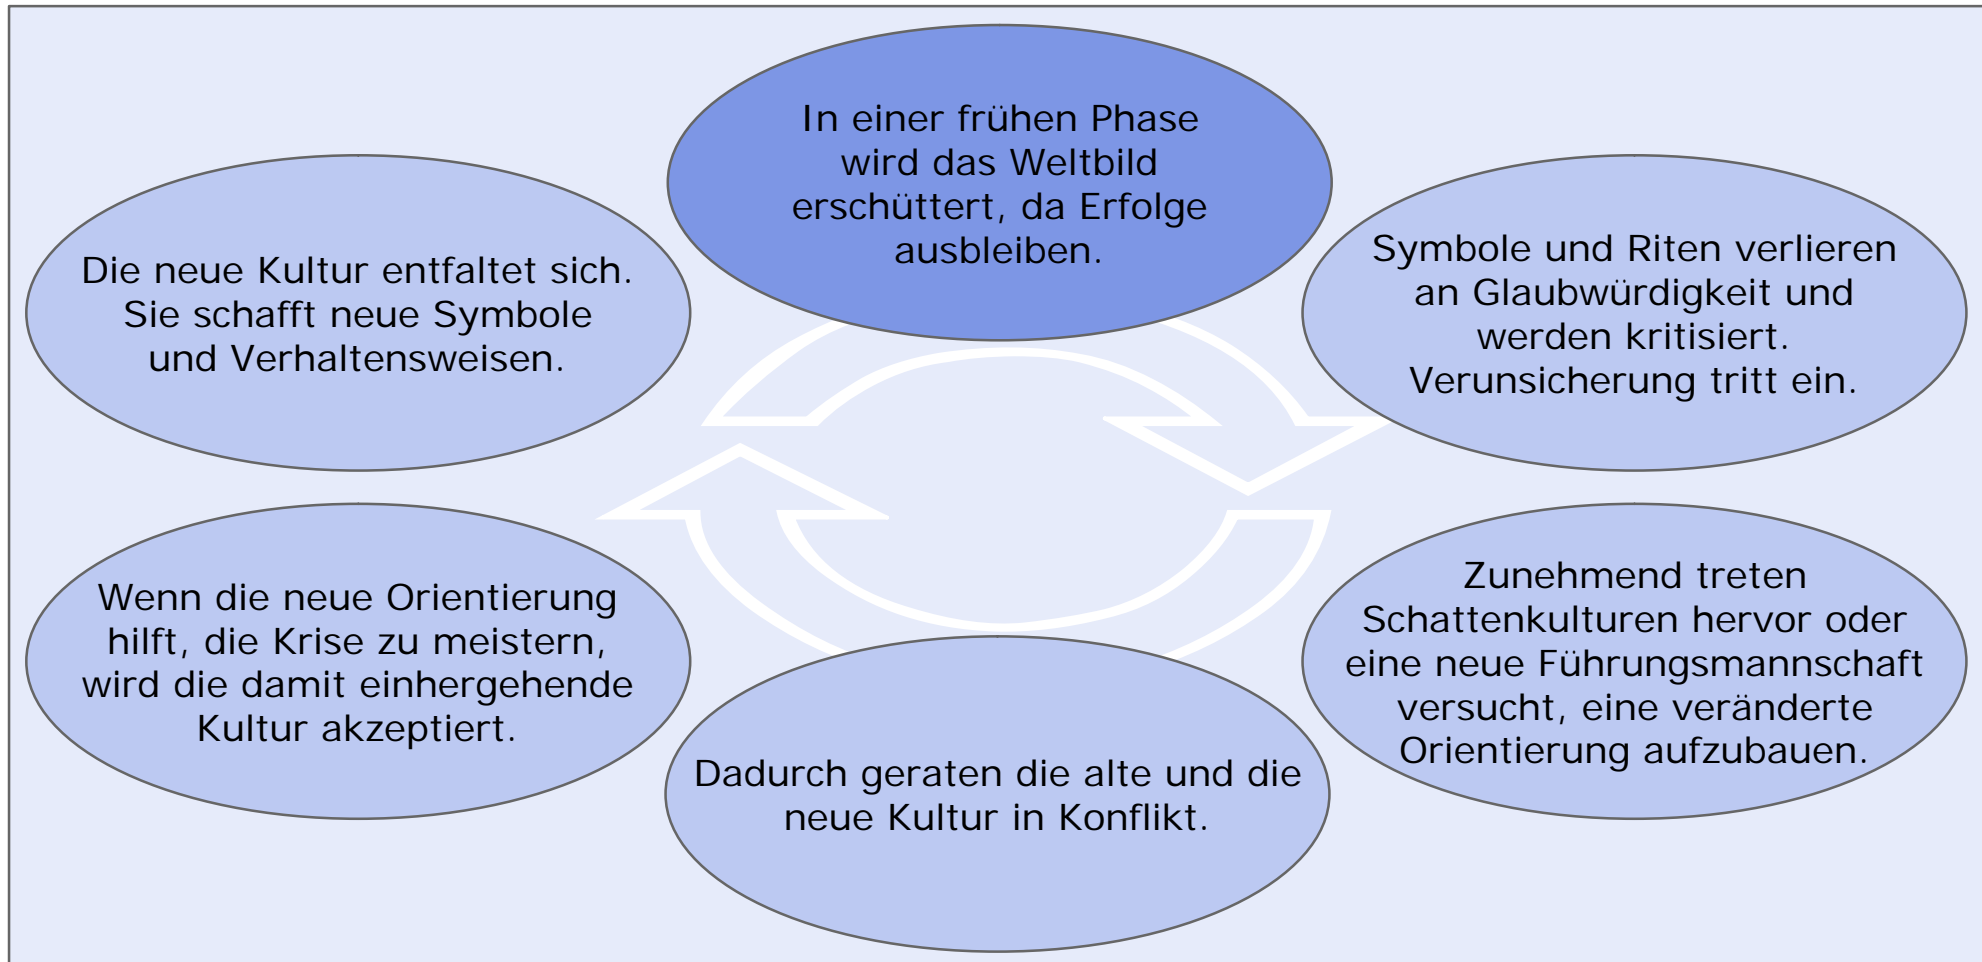 In einer frühen Phase
wird das Weltbild
erschüttert, da Erfolge
ausbleiben.
Symbole und Riten verlieren
an Glaubwürdigkeit und
werden kritisiert.
Verunsicherung tritt ein.
Zunehmend treten
Schattenkulturen hervor oder
eine neue Führungsmannschaft
versucht, eine veränderte
Orientierung aufzubauen.
Dadurch geraten die alte und die
neue Kultur in Konflikt.
Wenn die neue Orientierung
hilft, die Krise zu meistern,
wird die damit einhergehende
Kultur akzeptiert.
Die neue Kultur entfaltet sich.
Sie schafft neue Symbole
und Verhaltensweisen.